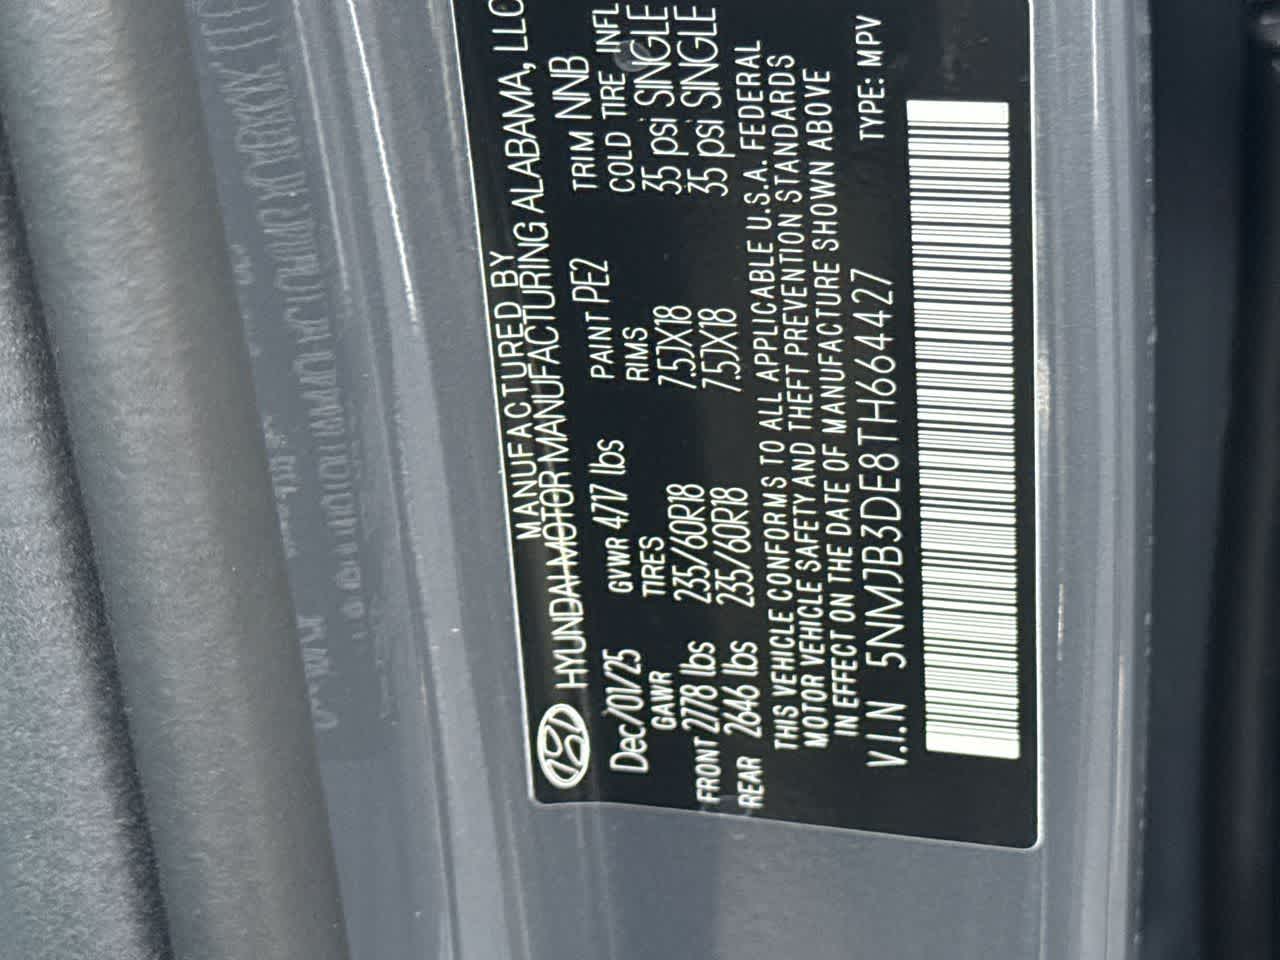 MANUFACTURED BY
HYUNDAI MOTOR MANUFACTURING ALABAMA, LLC
Dec/01/25 GVWR 4717 lbs PAINT PE2 TRIM NNB
GAWR TIRES RIMS COLD TIRE INFL
FRONT 2778 lbs 235/60R18 7.5JX18 35 psi SINGLE
REAR 2646 lbs 235/60R18 7.5JX18 35 psi SINGLE
THIS VEHICLE CONFORMS TO ALL APPLICABLE U.S.A. FEDERAL
MOTOR VEHICLE SAFETY AND THEFT PREVENTION STANDARDS
IN EFFECT ON THE DATE OF MANUFACTURE SHOWN ABOVE
V.I.N 5NMJB3DE8TH664427 TYPE: MPV